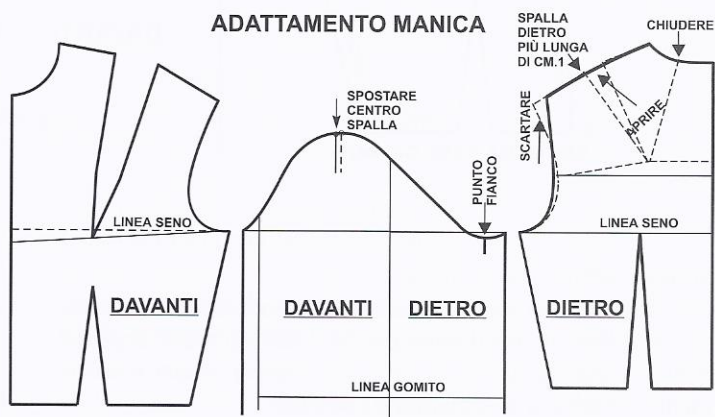 ADATTAMENTO MANICA
SPALLA
DIETRO
PIÙ LUNGA
DI CM.1
CHIUDERE
SPOSTARE
CENTRO
SPALLA
SCARTARE
APRIRE
PUNTO
FIANCO
LINEA SENO
LINEA SENO
DAVANTI
DAVANTI
DIETRO
DIETRO
LINEA GOMITO